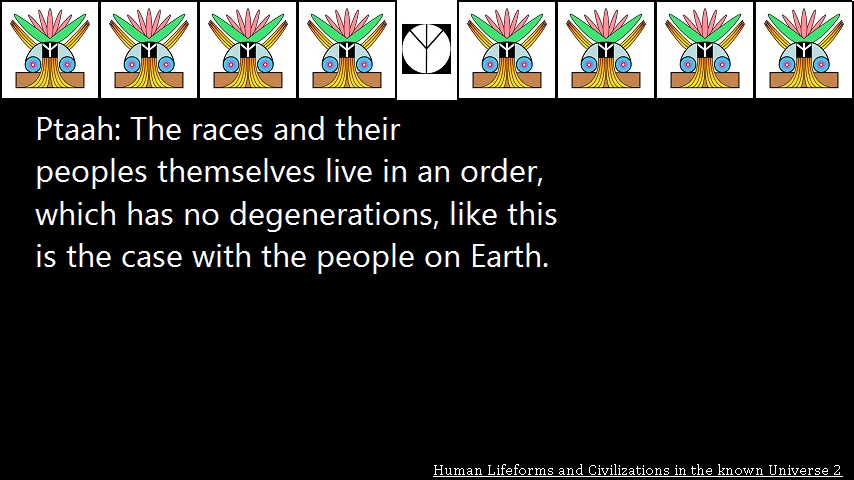 Ptaah: The races and their
peoples themselves live in an order,
which has no degenerations, like this
is the case with the people on Earth.
Human Lifeforms and Civilizations in the known Universe 2